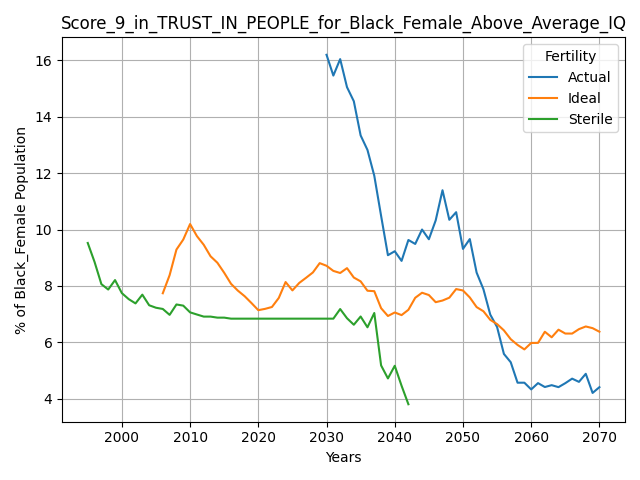 Score_9_in_TRUST_IN_PEOPLE_for_Black_Female_Above_Average_IQ
Fertility
Actual
Ideal
Sterile
% of Black_Female Population
16
14
12
10
8
6
4
2000 2010 2020 2030 2040 2050 2060 2070
Years